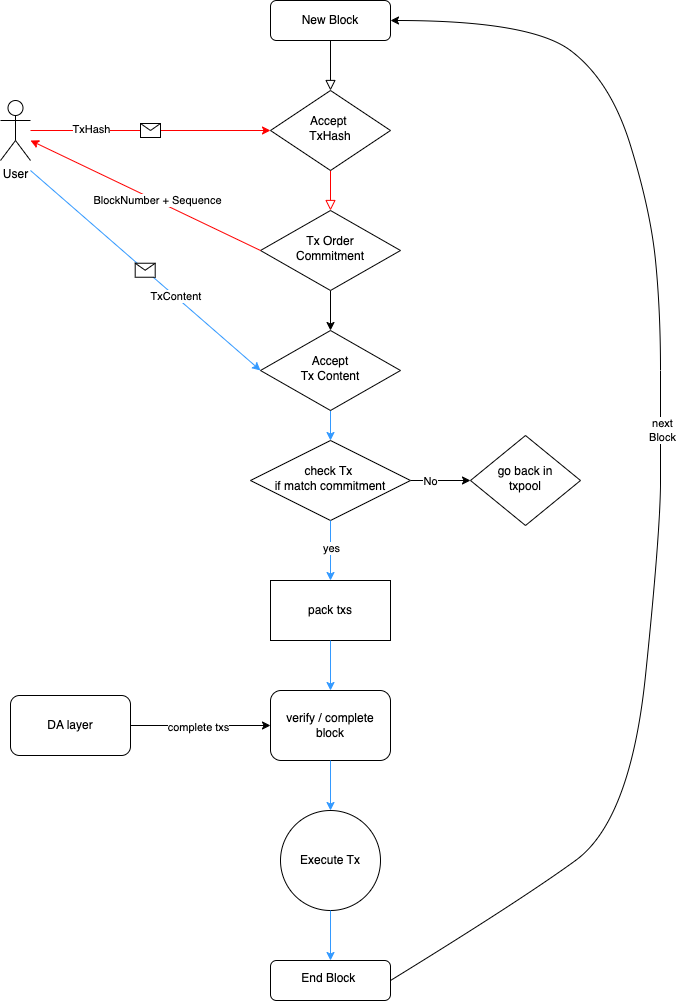 New Block
Accept
TxHash
TxHash
User
BlockNumber + Sequence
Tx Order
Commitment
TxContent
Accept
Tx Content
next
Block
check Tx
if match commitment
No
go back in
txpool
yes
pack txs
DA layer
complete txs
verify / complete
block
Execute Tx
End Block